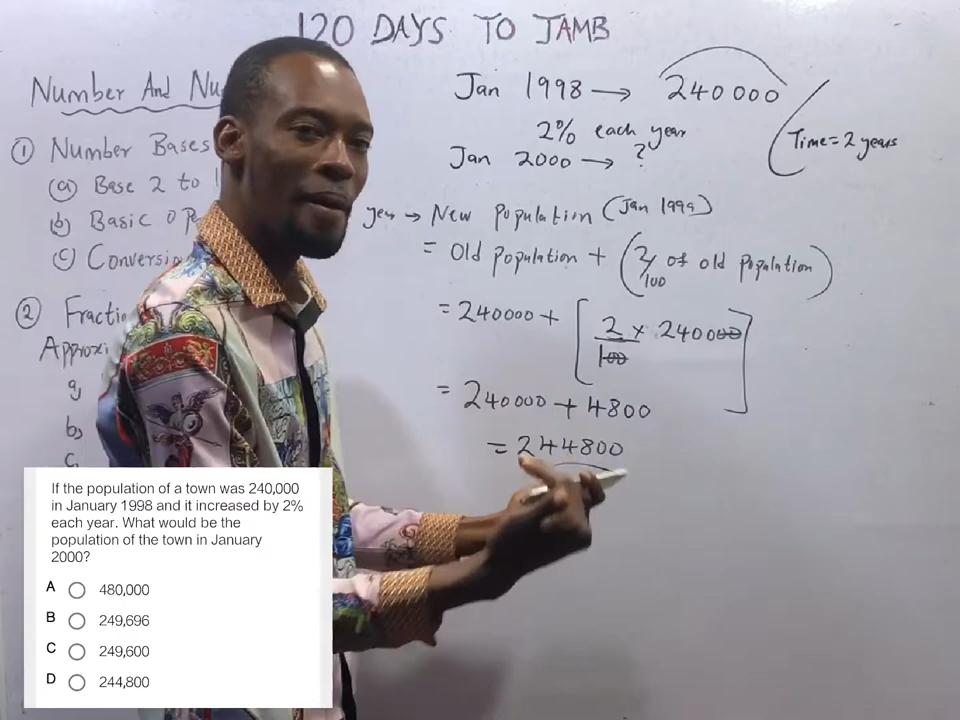 120 DAYS TO JAMB
Number And Nu
① Number Bases
(a) Base 2 to 1
(b) Basic Ope
(c) Conversio
② Fractio
Approxi
a)
b)
c
Jan 1998 → 240 000
2% each year
Jan 2000 → ?
Time = 2 years
year → New Population (Jan 1999)
= Old population + (2/100 of old population)
= 240000 + [2/100 × 240000]
= 240000 + 4800
= 244800
If the population of a town was 240,000
in January 1998 and it increased by 2%
each year. What would be the
population of the town in January
2000?
A 480,000
B 249,696
C 249,600
D 244,800